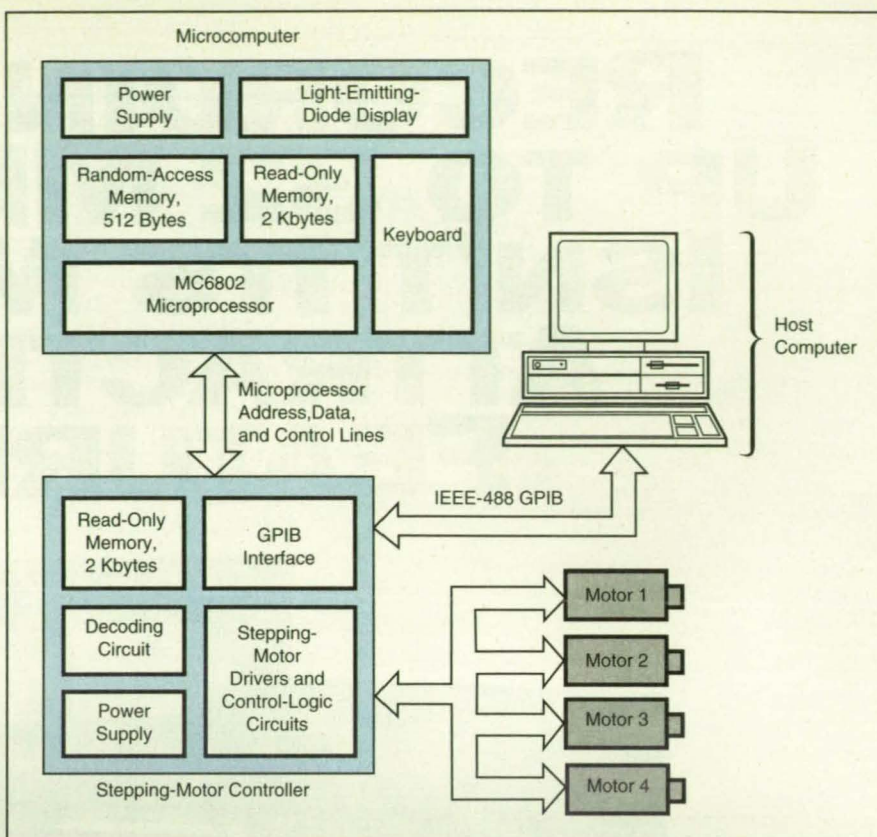 Microcomputer
Power
Supply
Light-Emitting-
Diode Display
Random-Access
Memory,
512 Bytes
Read-Only
Memory,
2 Kbytes
Keyboard
MC6802
Microprocessor
Host
Computer
Microprocessor
Address,Data,
and Control Lines
IEEE-488 GPIB
Read-Only
Memory,
2 Kbytes
GPIB
Interface
Decoding
Circuit
Stepping-
Motor
Drivers and
Control-Logic
Circuits
Power
Supply
Motor 1
Motor 2
Motor 3
Motor 4
Stepping-Motor Controller